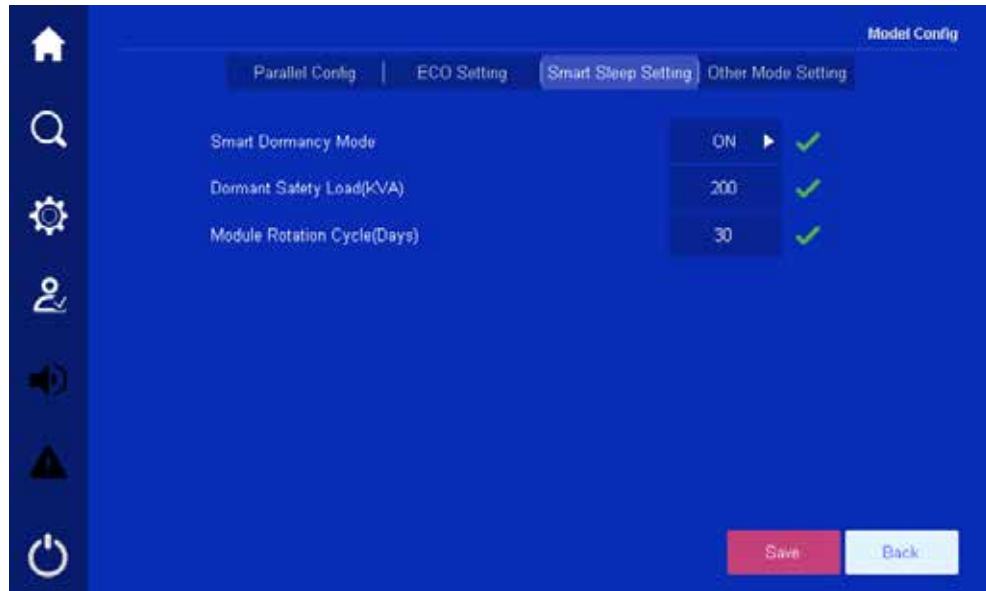 Model Config
Parallel Config | ECO Setting Smart Sleep Setting Other Mode Setting
Smart Dormancy Mode ON
Dormant Safety Load(KVA) 200
Module Rotation Cycle(Days) 30
Save Back